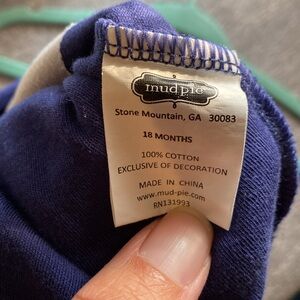 mudpie
Stone Mountain, GA 30083
18 MONTHS
100% COTTON
EXCLUSIVE OF DECORATION
MADE IN CHINA
www.mud-pie.com
RN131993